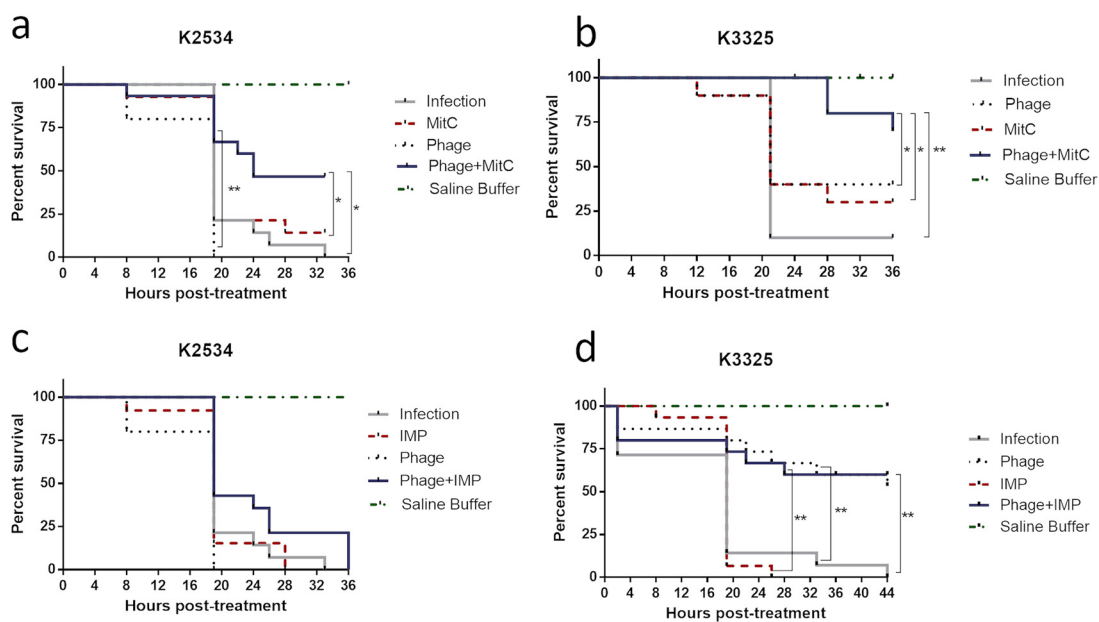 a
K2534
Percent survival
100
75
50
25
0
0 4 8 12 16 20 24 28 32 36
Hours post-treatment
**
*
*
Infection
MitC
Phage
Phage+MitC
Saline Buffer
b
K3325
Percent survival
100
75
50
25
0
0 4 8 12 16 20 24 28 32 36
Hours post-treatment
*
*
**
Infection
Phage
MitC
Phage+MitC
Saline Buffer
c
K2534
Percent survival
100
75
50
25
0
0 4 8 12 16 20 24 28 32 36
Hours post-treatment
Infection
IMP
Phage
Phage+IMP
Saline Buffer
d
K3325
Percent survival
100
75
50
25
0
0 4 8 12 16 20 24 28 32 36 40 44
Hours post-treatment
**
**
**
Infection
Phage
IMP
Phage+IMP
Saline Buffer